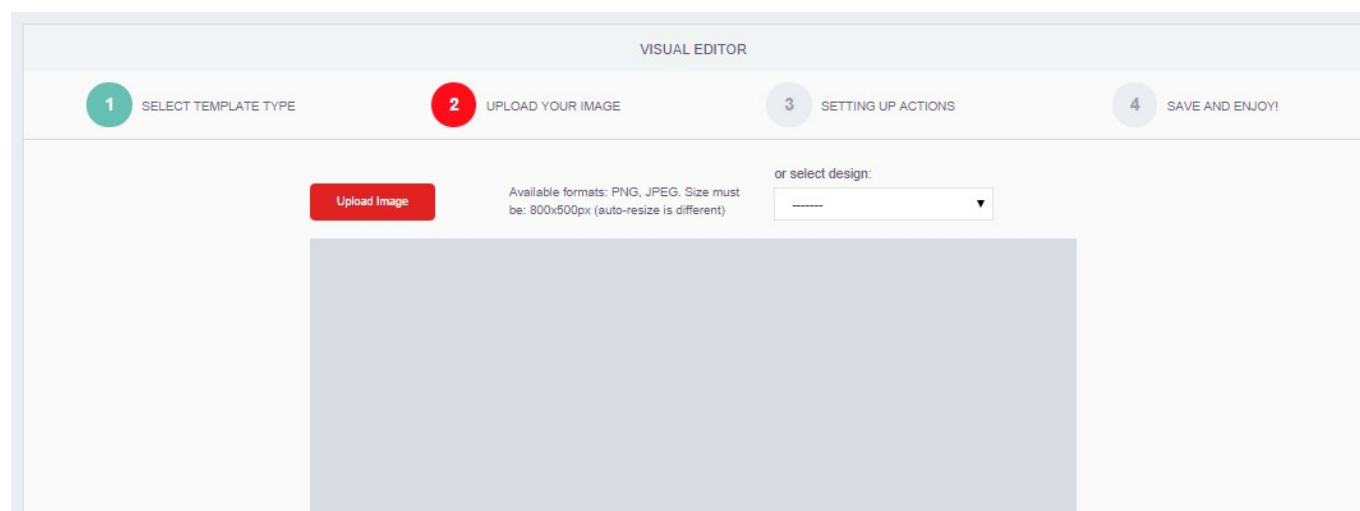 VISUAL EDITOR
1 SELECT TEMPLATE TYPE
2 UPLOAD YOUR IMAGE
3 SETTING UP ACTIONS
4 SAVE AND ENJOY!
Upload Image
Available formats: PNG, JPEG. Size must
be: 800x500px (auto-resize is different)
or select design:
-------